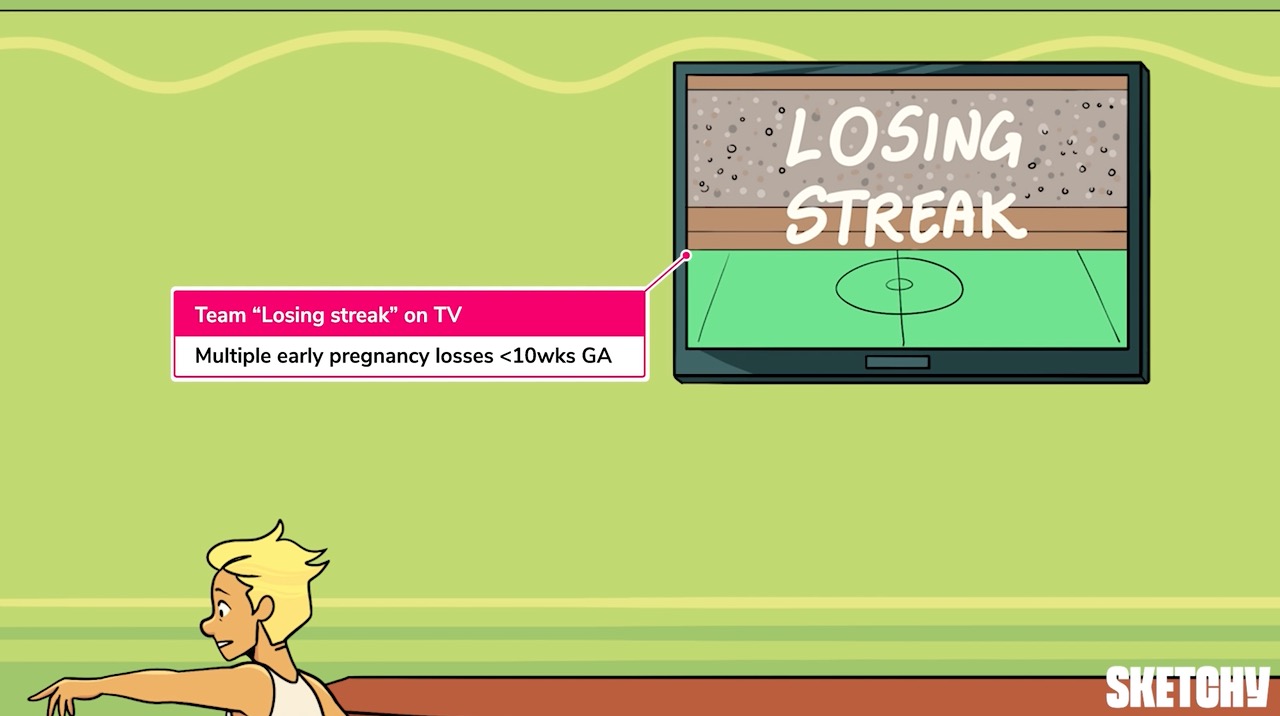 LOSING
STREAK
Team “Losing streak” on TV
Multiple early pregnancy losses <10wks GA
SKETCHY